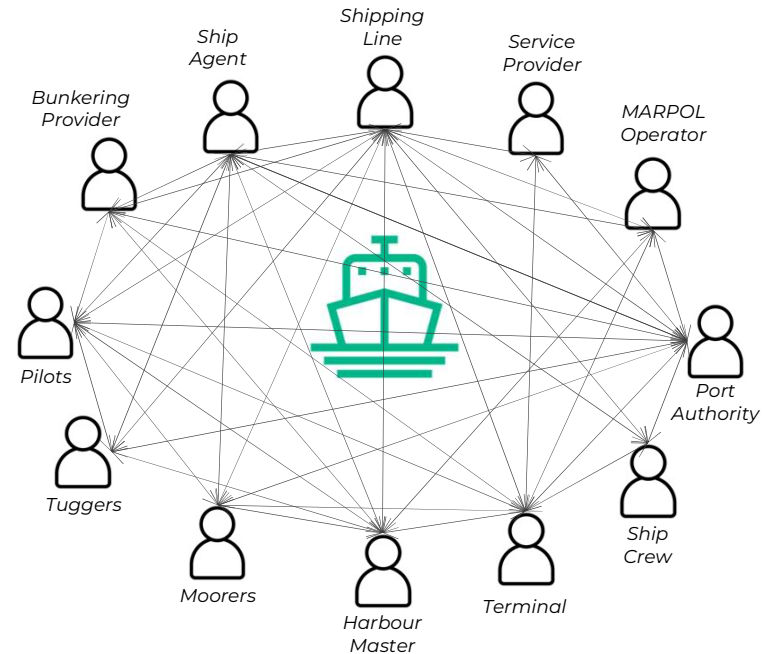 Shipping
Line
Ship
Agent
Service
Provider
Bunkering
Provider
MARPOL
Operator
Pilots
Port
Authority
Tuggers
Ship
Crew
Moorers
Terminal
Harbour
Master